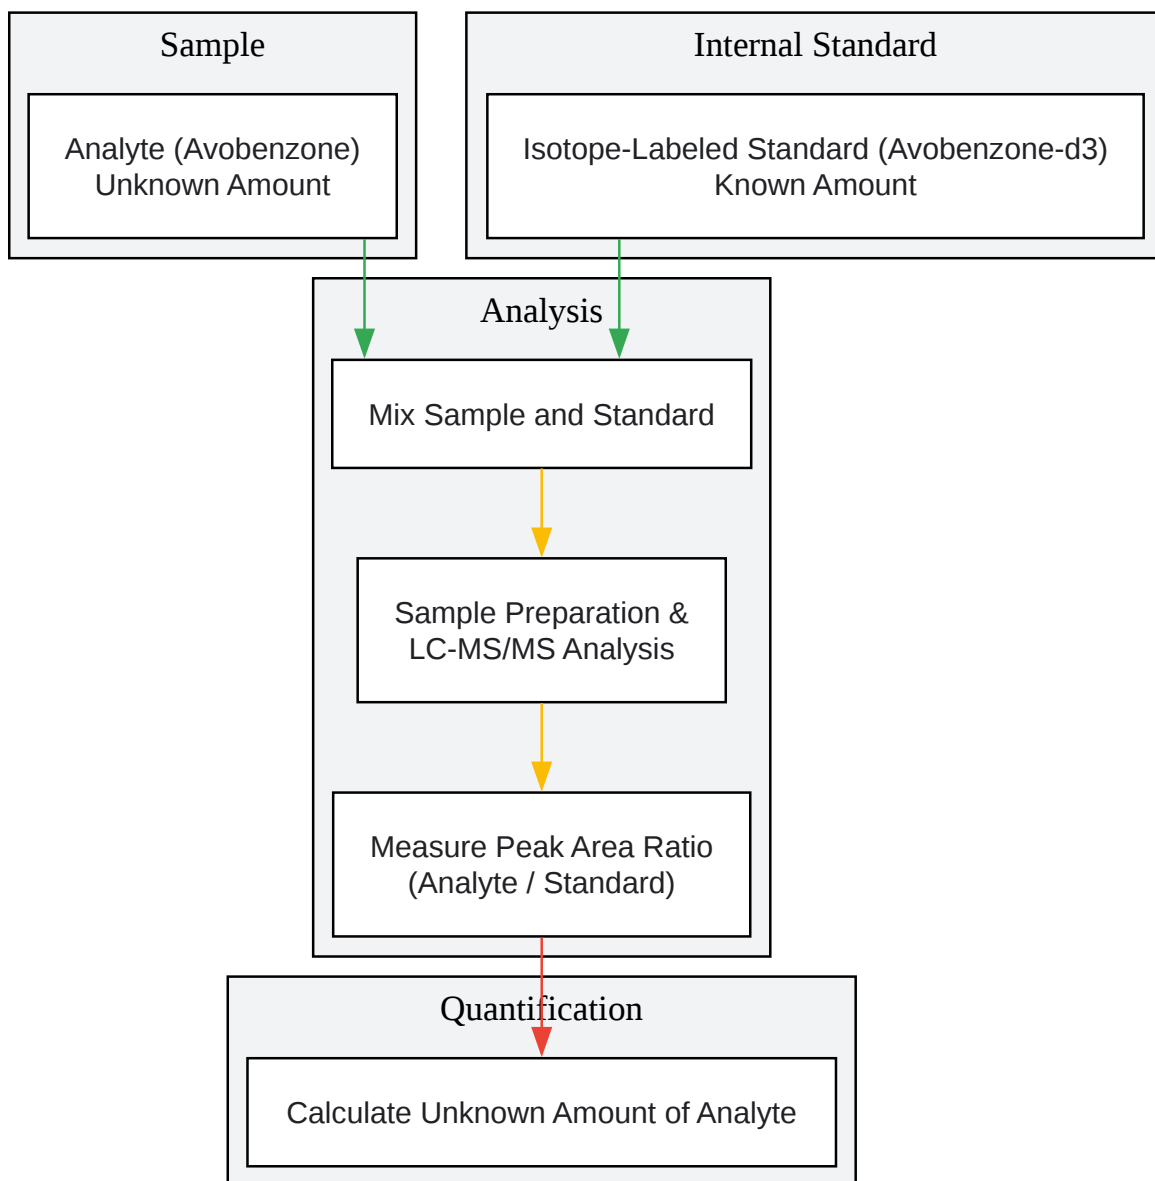 Sample
Internal Standard
Analyte (Avobenzone)
Unknown Amount
Isotope-Labeled Standard (Avobenzone-d3)
Known Amount
Analysis
Mix Sample and Standard
Sample Preparation &
LC-MS/MS Analysis
Measure Peak Area Ratio
(Analyte / Standard)
Quantification
Calculate Unknown Amount of Analyte